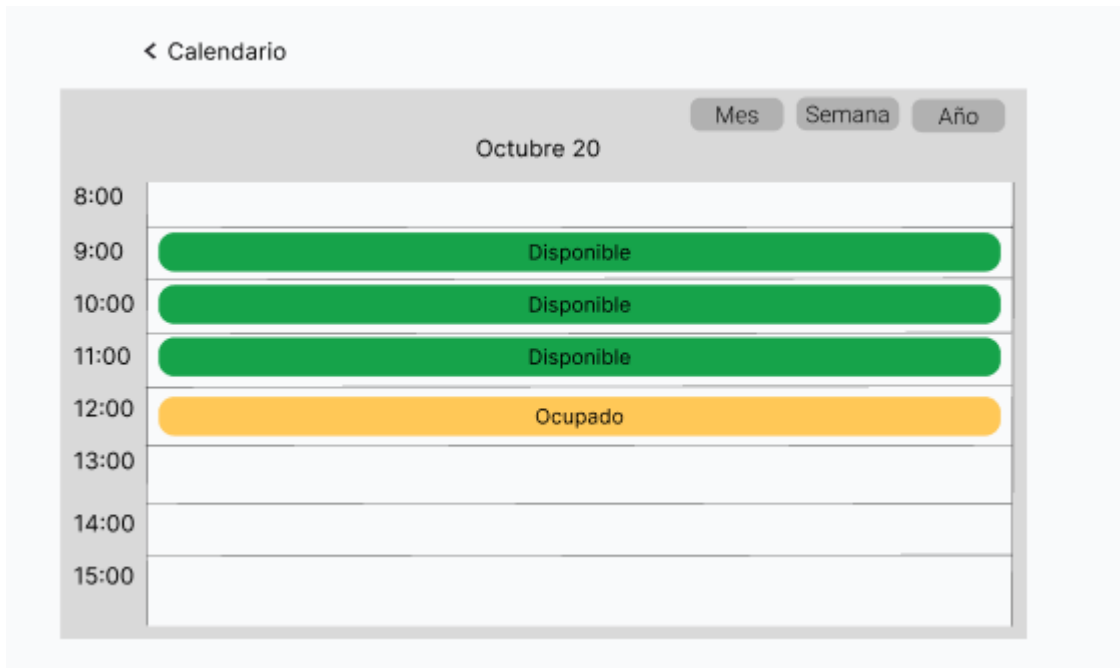 < Calendario
Mes Semana Año
Octubre 20
8:00
9:00 Disponible
10:00 Disponible
11:00 Disponible
12:00 Ocupado
13:00
14:00
15:00